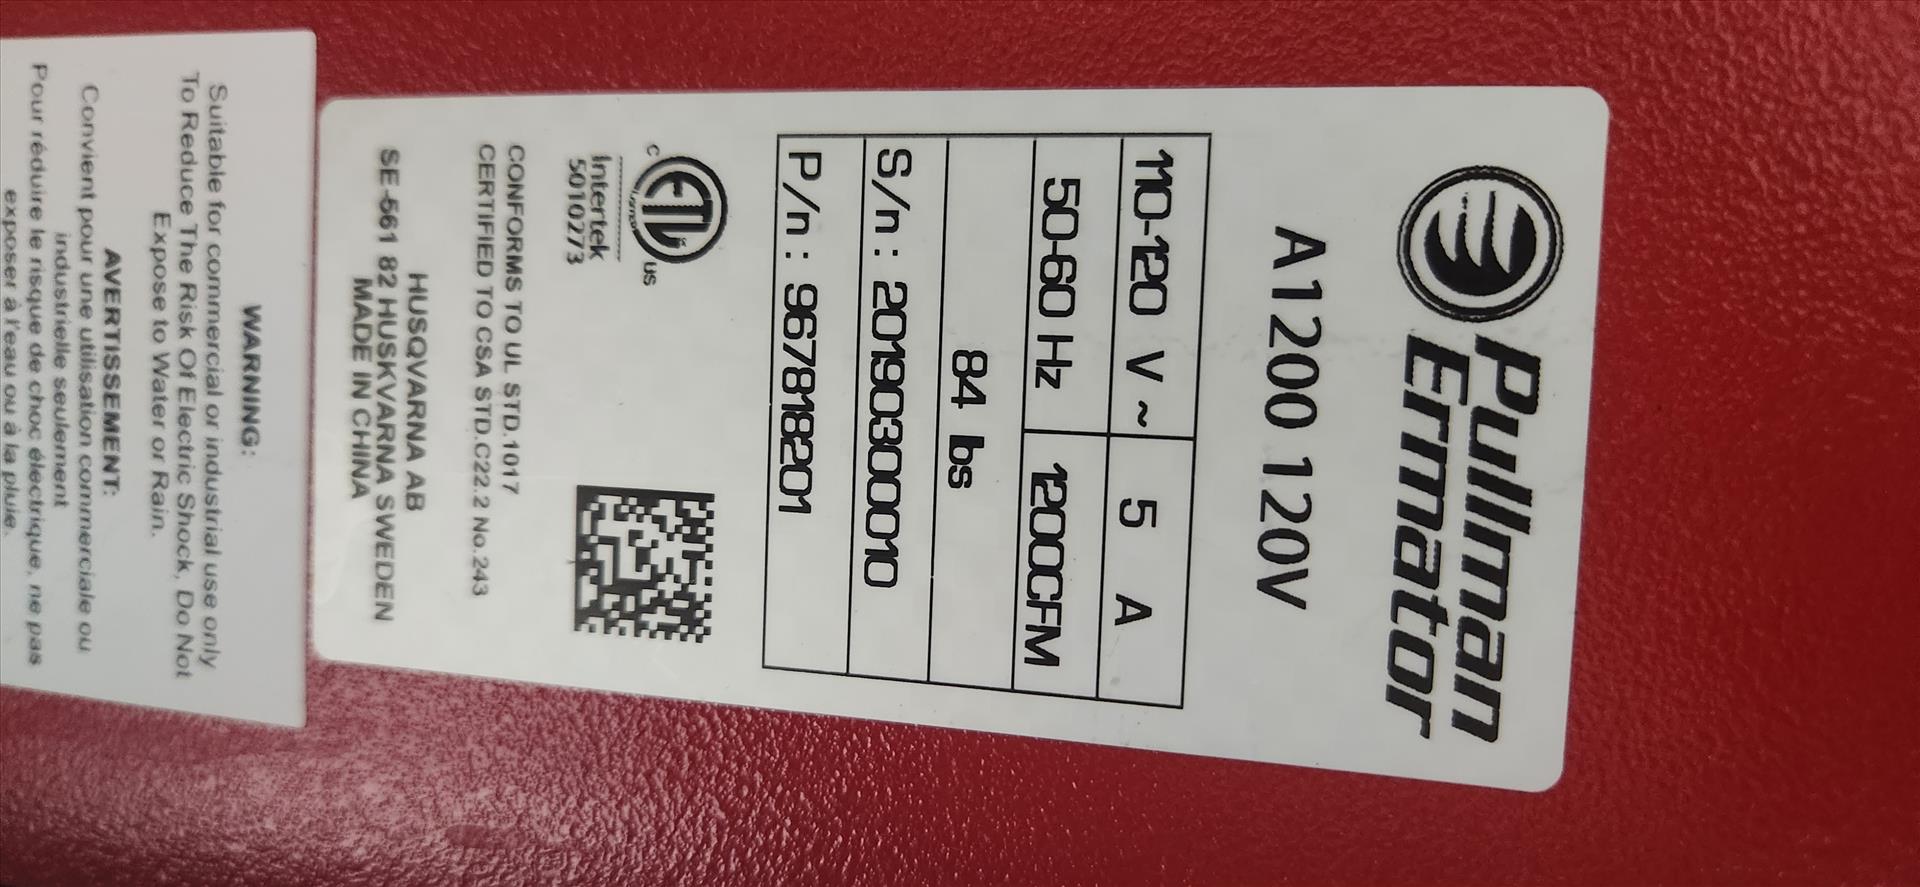 Pullman
Ermator
A1200 120V
110-120 V ~ 5 A
50-60 Hz 1200CFM
84 lbs
S/n: 20190300010
P/n: 967818201
c ETL us
Intertek
5010273
CONFORMS TO UL STD.1017
CERTIFIED TO CSA STD.C22.2 No.243
HUSQVARNA AB
SE-561 82 HUSKVARNA SWEDEN
MADE IN CHINA
WARNING:
Suitable for commercial or industrial use only
To Reduce The Risk Of Electric Shock, Do Not
Expose to Water or Rain.
AVERTISSEMENT:
Convient pour une utilisation commerciale ou
industrielle seulement
Pour réduire le risque de choc électrique, ne pas
exposer à l'eau ou à la pluie.